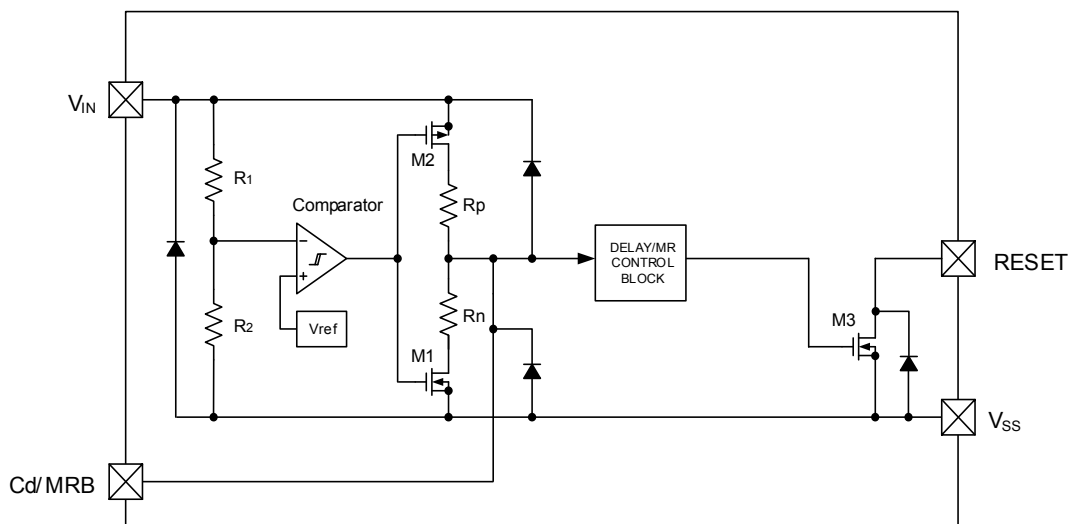 VIN
M2
R1
Comparator
Rp
DELAY/MR
CONTROL
BLOCK
RESET
R2
Vref
Rn
M3
M1
VSS
Cd/MRB